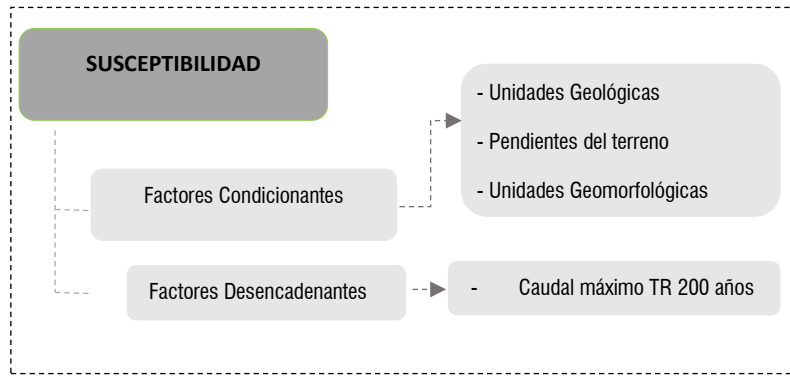 SUSCEPTIBILIDAD
- Unidades Geológicas
- Pendientes del terreno
- Unidades Geomorfológicas
Factores Condicionantes
Factores Desencadenantes
- Caudal máximo TR 200 años